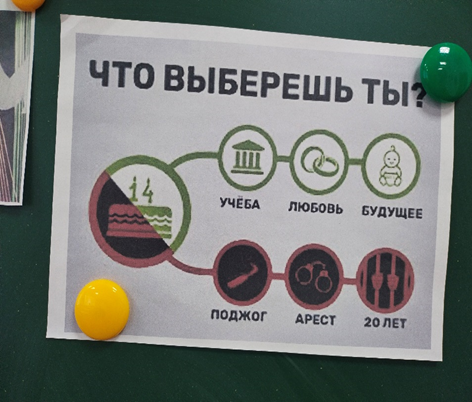 ЧТО ВЫБЕРЕШЬ ТЫ?
14
УЧЁБА ЛЮБОВЬ БУДУЩЕЕ
ПОДЖОГ АРЕСТ 20 ЛЕТ